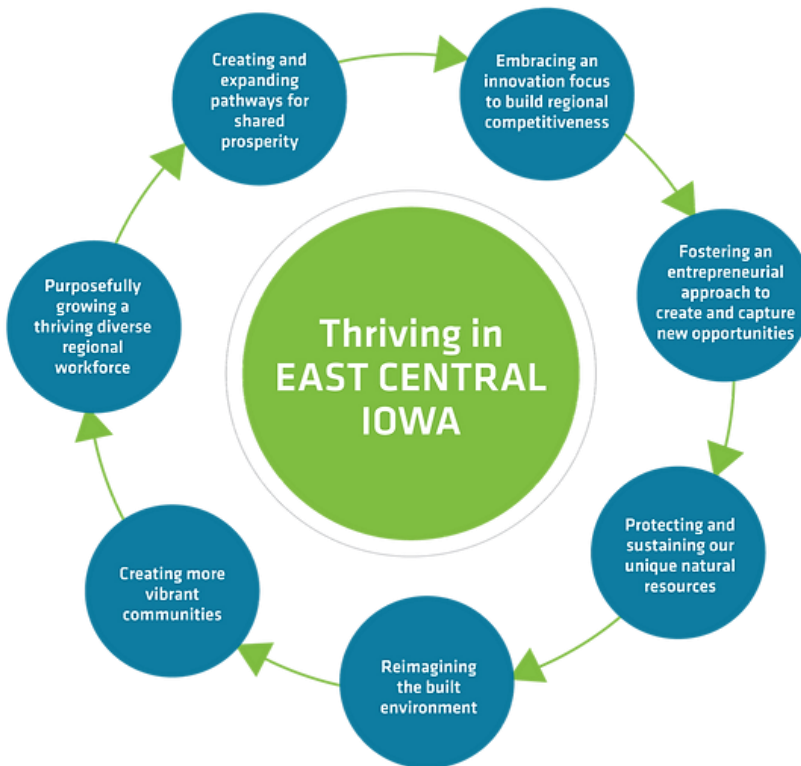 Creating and
expanding
pathways for
shared
prosperity
Embracing an
innovation focus
to build regional
competitiveness
Fostering an
entrepreneurial
approach to
create and capture
new opportunities
Protecting and
sustaining our
unique natural
resources
Reimagining
the built
environment
Creating more
vibrant
communities
Purposefully
growing a
thriving diverse
regional
workforce
Thriving in
EAST CENTRAL
IOWA